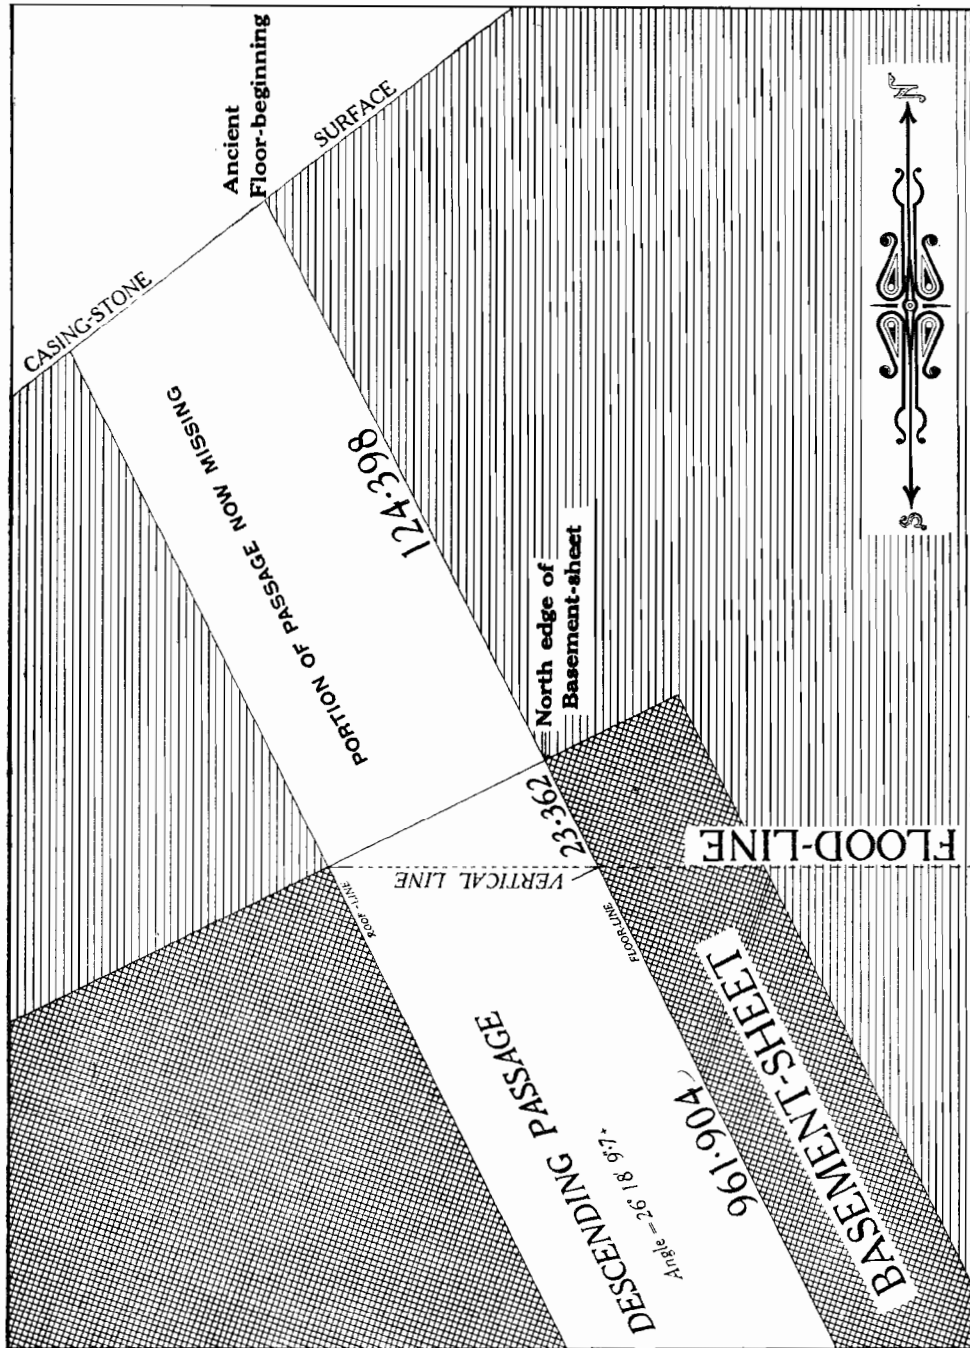 Ancient
Floor-beginning
SURFACE
CASING-STONE
PORTION OF PASSAGE NOW MISSING
124·398
North edge of
Basement-sheet
23·362
VERTICAL LINE
FLOOD-LINE
ROOF-LINE
FLOOR LINE
DESCENDING PASSAGE
Angle = 26° 18′ 9″·7 +
961·904
BASEMENT-SHEET
N
S